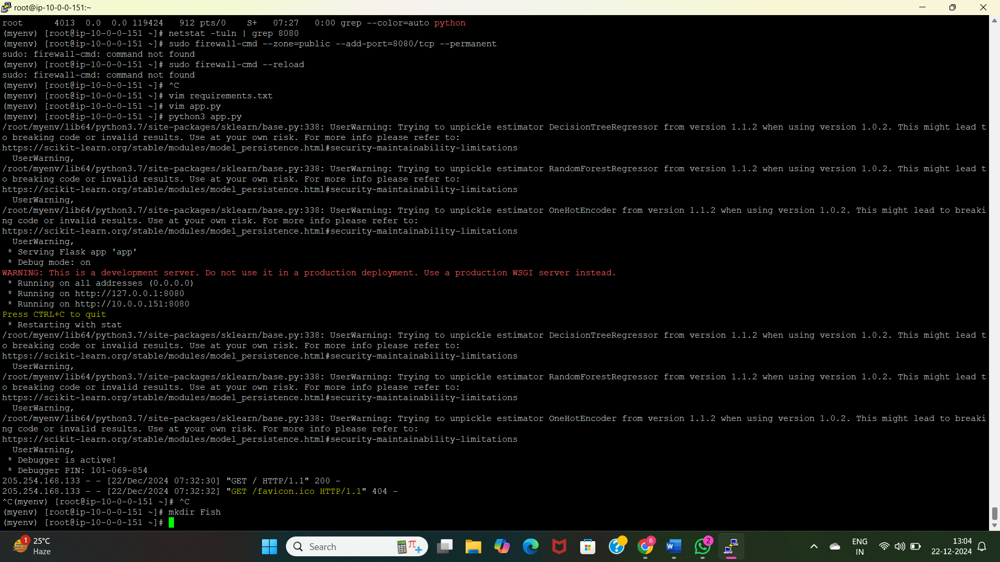 root@ip-10-0-0-151:~
root      4013  0.0  0.0 119424   912 pts/0    S+   07:27   0:00 grep --color=auto python
(myenv) [root@ip-10-0-0-151 ~]# netstat -tuln | grep 8080
(myenv) [root@ip-10-0-0-151 ~]# sudo firewall-cmd --zone=public --add-port=8080/tcp --permanent
sudo: firewall-cmd: command not found
(myenv) [root@ip-10-0-0-151 ~]# sudo firewall-cmd --reload
sudo: firewall-cmd: command not found
(myenv) [root@ip-10-0-0-151 ~]# ^C
(myenv) [root@ip-10-0-0-151 ~]# vim requirements.txt
(myenv) [root@ip-10-0-0-151 ~]# vim app.py
(myenv) [root@ip-10-0-0-151 ~]# python3 app.py
/root/myenv/lib64/python3.7/site-packages/sklearn/base.py:338: UserWarning: Trying to unpickle estimator DecisionTreeRegressor from version 1.1.2 when using version 1.0.2. This might lead t
o breaking code or invalid results. Use at your own risk. For more info please refer to:
https://scikit-learn.org/stable/modules/model_persistence.html#security-maintainability-limitations
  UserWarning,
/root/myenv/lib64/python3.7/site-packages/sklearn/base.py:338: UserWarning: Trying to unpickle estimator RandomForestRegressor from version 1.1.2 when using version 1.0.2. This might lead t
o breaking code or invalid results. Use at your own risk. For more info please refer to:
https://scikit-learn.org/stable/modules/model_persistence.html#security-maintainability-limitations
  UserWarning,
/root/myenv/lib64/python3.7/site-packages/sklearn/base.py:338: UserWarning: Trying to unpickle estimator OneHotEncoder from version 1.1.2 when using version 1.0.2. This might lead to breaki
ng code or invalid results. Use at your own risk. For more info please refer to:
https://scikit-learn.org/stable/modules/model_persistence.html#security-maintainability-limitations
  UserWarning,
 * Serving Flask app 'app'
 * Debug mode: on
WARNING: This is a development server. Do not use it in a production deployment. Use a production WSGI server instead.
 * Running on all addresses (0.0.0.0)
 * Running on http://127.0.0.1:8080
 * Running on http://10.0.0.151:8080
Press CTRL+C to quit
 * Restarting with stat
/root/myenv/lib64/python3.7/site-packages/sklearn/base.py:338: UserWarning: Trying to unpickle estimator DecisionTreeRegressor from version 1.1.2 when using version 1.0.2. This might lead t
o breaking code or invalid results. Use at your own risk. For more info please refer to:
https://scikit-learn.org/stable/modules/model_persistence.html#security-maintainability-limitations
  UserWarning,
/root/myenv/lib64/python3.7/site-packages/sklearn/base.py:338: UserWarning: Trying to unpickle estimator RandomForestRegressor from version 1.1.2 when using version 1.0.2. This might lead t
o breaking code or invalid results. Use at your own risk. For more info please refer to:
https://scikit-learn.org/stable/modules/model_persistence.html#security-maintainability-limitations
  UserWarning,
/root/myenv/lib64/python3.7/site-packages/sklearn/base.py:338: UserWarning: Trying to unpickle estimator OneHotEncoder from version 1.1.2 when using version 1.0.2. This might lead to breaki
ng code or invalid results. Use at your own risk. For more info please refer to:
https://scikit-learn.org/stable/modules/model_persistence.html#security-maintainability-limitations
  UserWarning,
 * Debugger is active!
 * Debugger PIN: 101-069-854
205.254.168.133 - - [22/Dec/2024 07:32:30] "GET / HTTP/1.1" 200 -
205.254.168.133 - - [22/Dec/2024 07:32:32] "GET /favicon.ico HTTP/1.1" 404 -
^C(myenv) [root@ip-10-0-0-151 ~]# ^C
(myenv) [root@ip-10-0-0-151 ~]# mkdir Fish
(myenv) [root@ip-10-0-0-151 ~]#
1
25°C
Haze
Search
B
W
2
ENG
IN
13:04
22-12-2024